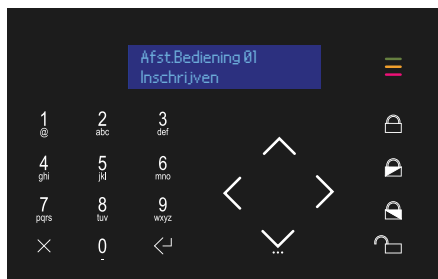 Afst.Bediening 01
Inschrijven
1 2 3
@ abc def
4 5 6
ghi jkl mno
7 8 9
pqrs tuv wxyz
0
-
...